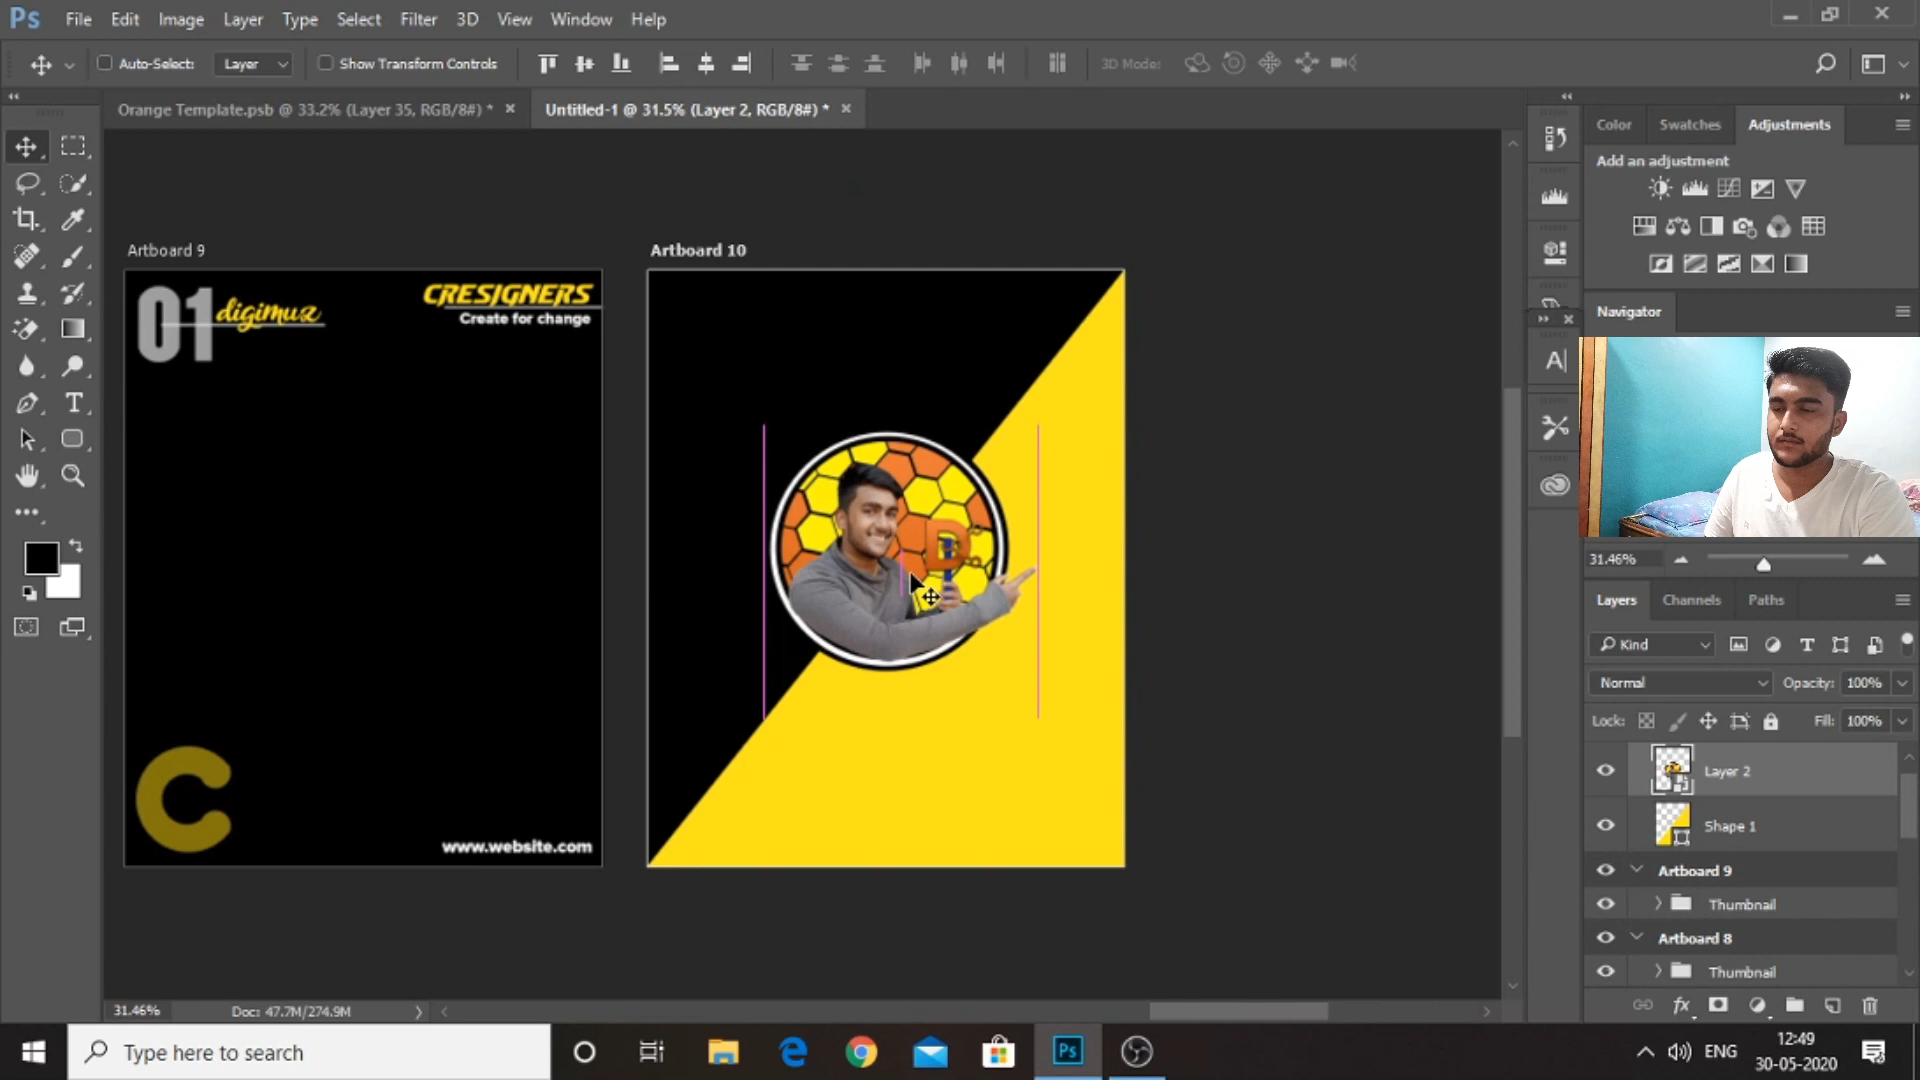 Ps File Edit Image Layer Type Select Filter 3D View Window Help
Auto-Select: Layer Show Transform Controls 3D Mode:
Orange Template.psb @ 33.2% (Layer 35, RGB/8#) * Untitled-1 @ 31.5% (Layer 2, RGB/8#) *
Color Swatches Adjustments
Add an adjustment
Navigator
Artboard 9
01
digimuz
CRESIGNERS
Create for change
C
www.website.com
Artboard 10
D
31.46%
Layers Channels Paths
Kind
Normal Opacity: 100%
Lock: Fill: 100%
Layer 2
Shape 1
Artboard 9
Thumbnail
Artboard 8
Thumbnail
31.46% Doc: 47.7M/274.9M
Type here to search
Ps
ENG
12:49
30-05-2020